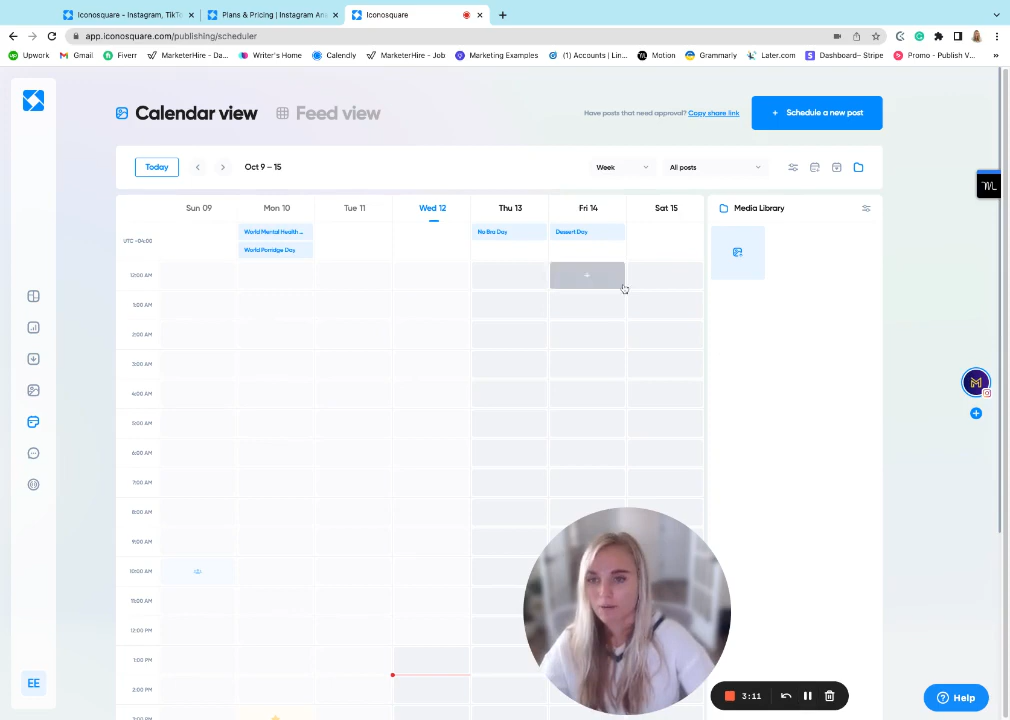 Iconosquare - Instagram, TikTo
Plans & Pricing | Instagram Ana
Iconosquare
app.iconosquare.com/publishing/scheduler
Upwork
Gmail
Fiverr
MarketerHire - Da...
Writer's Home
Calendly
MarketerHire - Job
Marketing Examples
(1) Accounts | Lin...
Motion
Grammarly
Later.com
Dashboard– Stripe
Promo - Publish V...
Calendar view
Feed view
Have posts that need approval? Copy share link
+ Schedule a new post
Today
Oct 9 – 15
Week
All posts
Sun 09
Mon 10
Tue 11
Wed 12
Thu 13
Fri 14
Sat 15
Media Library
UTC -04:00
World Mental Health ...
World Porridge Day
No Bra Day
Dessert Day
12:00 AM
1:00 AM
2:00 AM
3:00 AM
4:00 AM
5:00 AM
6:00 AM
7:00 AM
8:00 AM
9:00 AM
10:00 AM
11:00 AM
12:00 PM
1:00 PM
2:00 PM
EE
3:11
Help